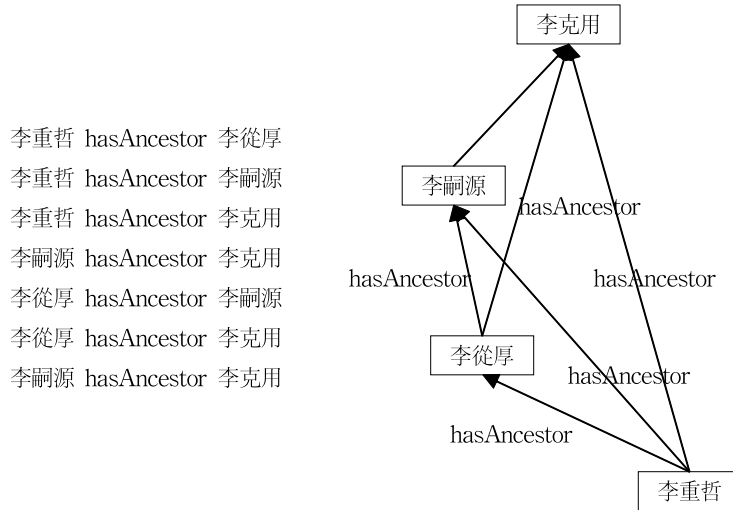 李重哲 hasAncestor 李從厚
李重哲 hasAncestor 李嗣源
李重哲 hasAncestor 李克用
李嗣源 hasAncestor 李克用
李從厚 hasAncestor 李嗣源
李從厚 hasAncestor 李克用
李嗣源 hasAncestor 李克用
李克用
李嗣源
hasAncestor
hasAncestor
hasAncestor
李從厚
hasAncestor
hasAncestor
李重哲